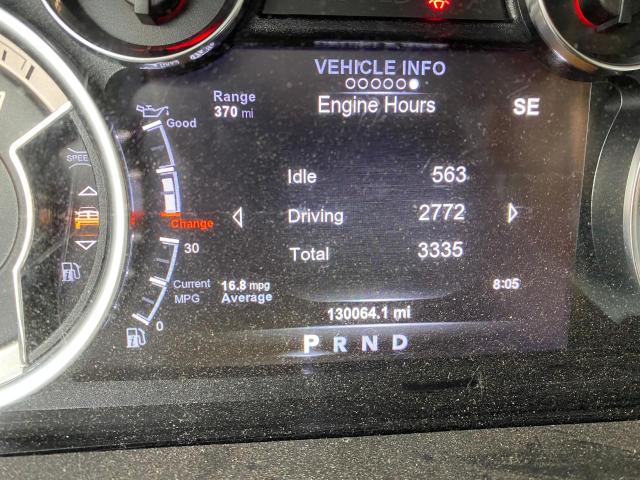 VEHICLE INFO
Range
370 mi
Engine Hours
SE
Good
SPEED
Idle 563
Driving 2772
Change
30
Total 3335
Current
MPG
16.8 mpg
Average
8:05
0
130064.1 mi
P R N D